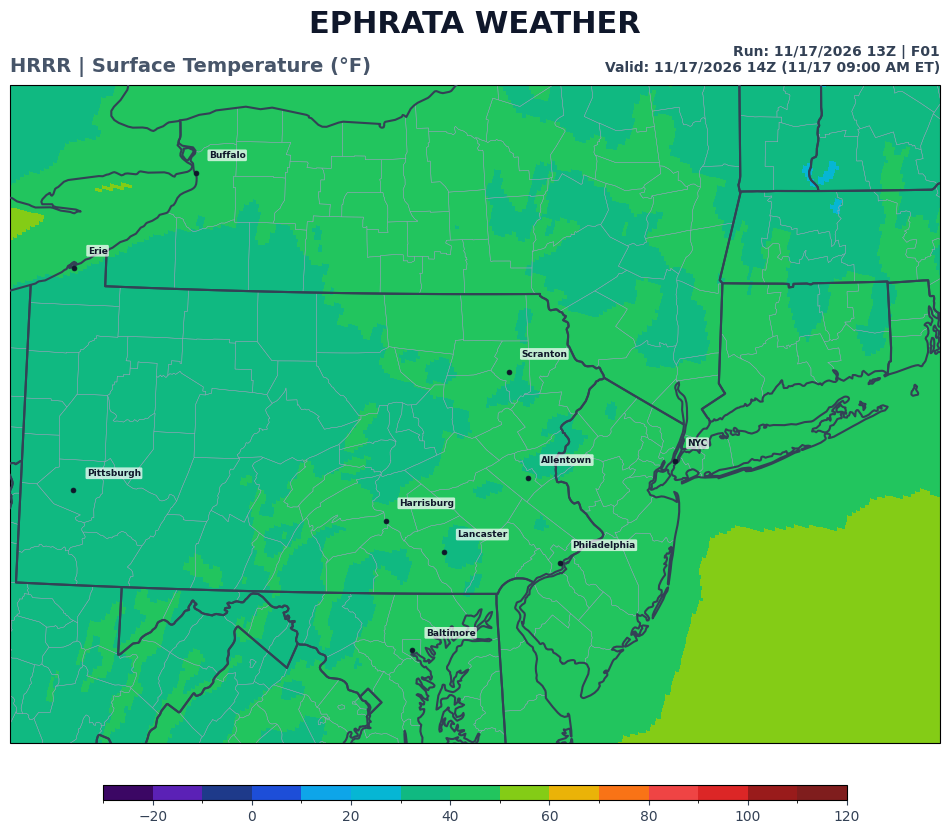 EPHRATA WEATHER
HRRR | Surface Temperature (°F)
Run: 11/17/2026 13Z | F01
Valid: 11/17/2026 14Z (11/17 09:00 AM ET)
Buffalo
Erie
Scranton
NYC
Allentown
Pittsburgh
Harrisburg
Lancaster
Philadelphia
Baltimore
−20 0 20 40 60 80 100 120